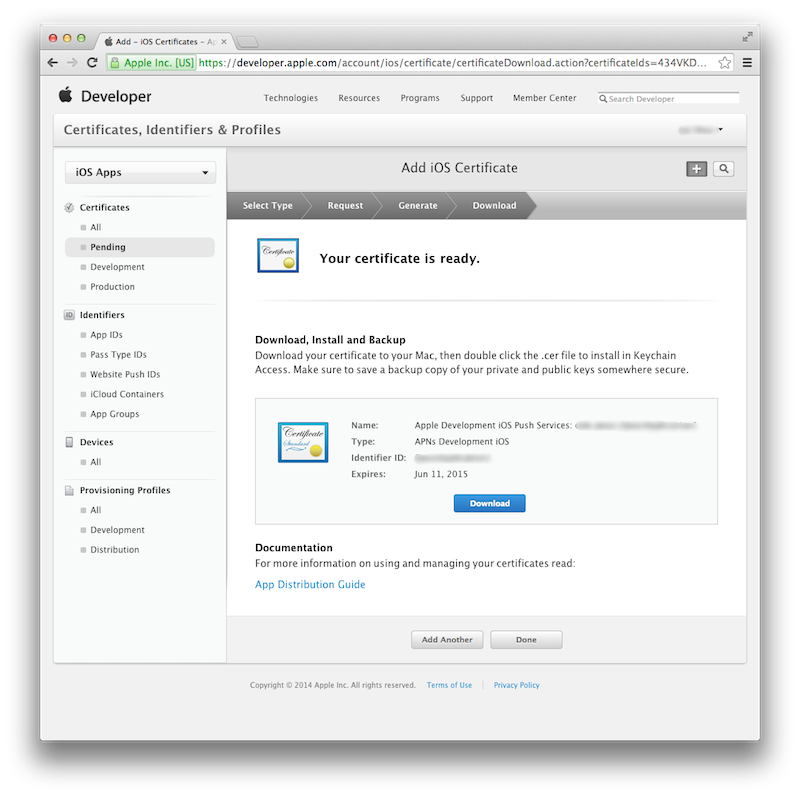 Add – iOS Certificates – Ap
Apple Inc. [US] https://developer.apple.com/account/ios/certificate/certificateDownload.action?certificateIds=434VKD...
Developer
Technologies Resources Programs Support Member Center Search Developer
Certificates, Identifiers & Profiles
iOS Apps
Certificates
All
Pending
Development
Production
Identifiers
App IDs
Pass Type IDs
Website Push IDs
iCloud Containers
App Groups
Devices
All
Provisioning Profiles
All
Development
Distribution
Add iOS Certificate
Select Type Request Generate Download
Certificate
Your certificate is ready.
Download, Install and Backup
Download your certificate to your Mac, then double click the .cer file to install in Keychain
Access. Make sure to save a backup copy of your private and public keys somewhere secure.
Certificate
Standard
Name: Apple Development iOS Push Services:
Type: APNs Development iOS
Identifier ID:
Expires: Jun 11, 2015
Download
Documentation
For more information on using and managing your certificates read:
App Distribution Guide
Add Another Done
Copyright © 2014 Apple Inc. All rights reserved. Terms of Use Privacy Policy